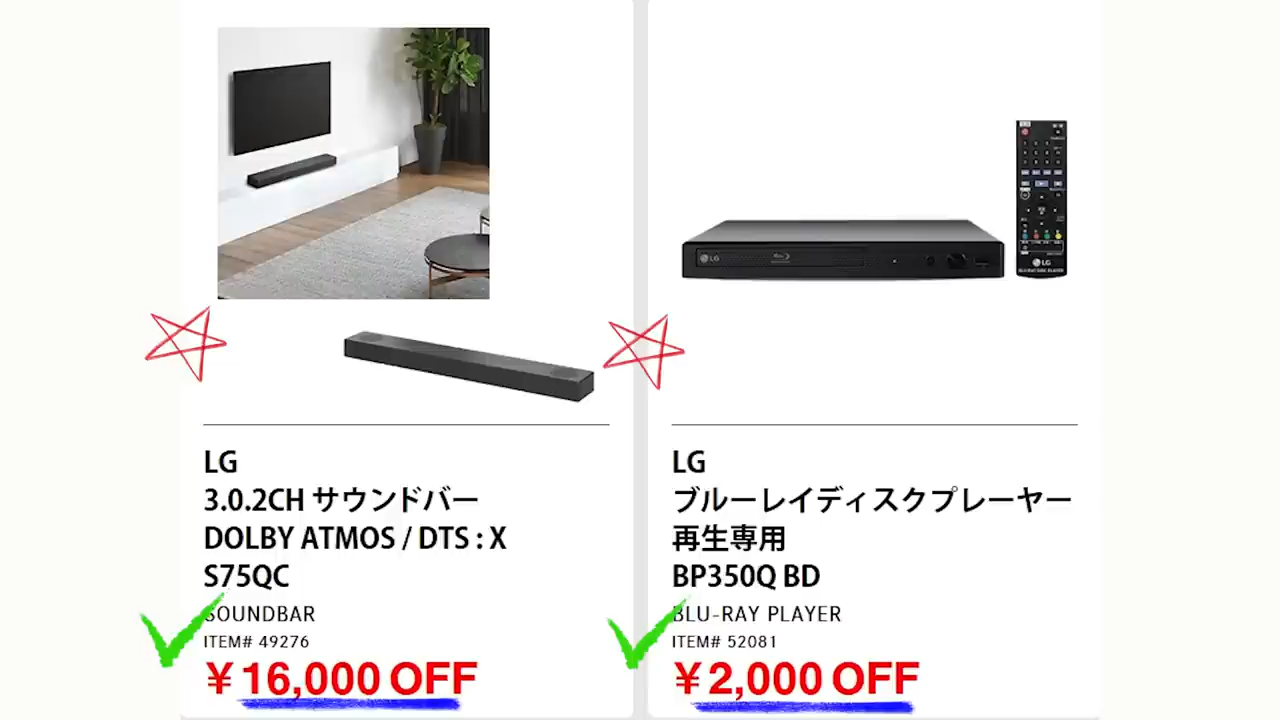 LG
3.0.2CH サウンドバー
DOLBY ATMOS / DTS : X
S75QC
SOUNDBAR
ITEM# 49276
¥16,000 OFF
LG
LG
LG
ブルーレイディスクプレーヤー
再生専用
BP350Q BD
BLU-RAY PLAYER
ITEM# 52081
¥2,000 OFF